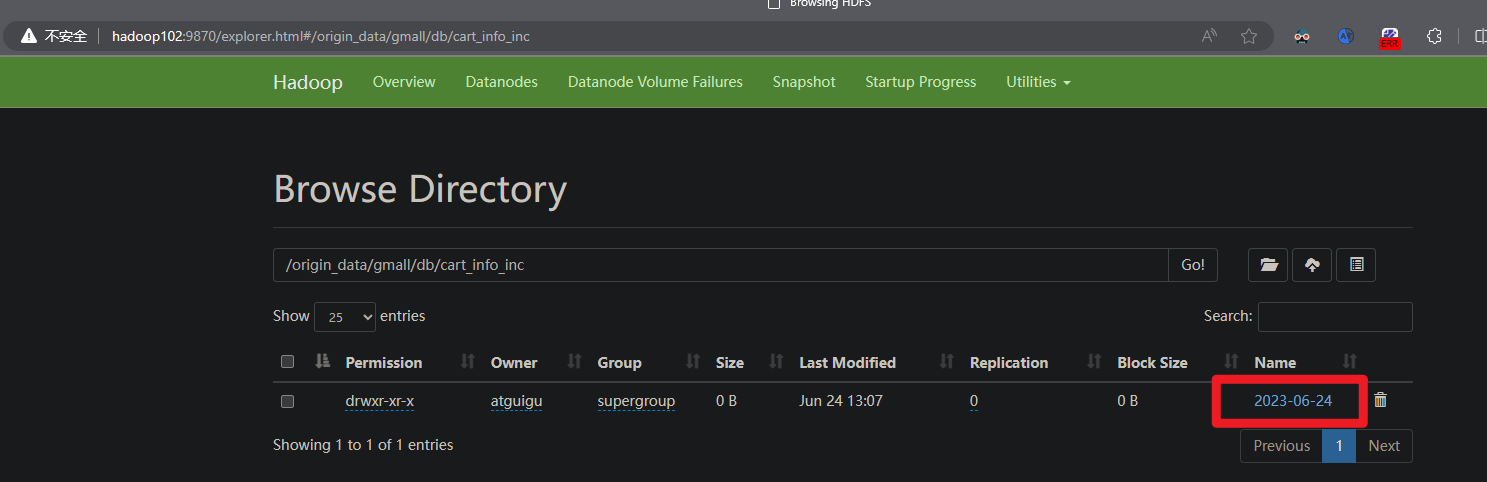 Browsing HDFS
不安全 hadoop102:9870/explorer.html#/origin_data/gmall/db/cart_info_inc
ERR
Hadoop Overview Datanodes Datanode Volume Failures Snapshot Startup Progress Utilities
Browse Directory
/origin_data/gmall/db/cart_info_inc Go!
Show 25 entries Search:
Permission Owner Group Size Last Modified Replication Block Size Name
drwxr-xr-x atguigu supergroup 0 B Jun 24 13:07 0 0 B 2023-06-24
Showing 1 to 1 of 1 entries Previous 1 Next